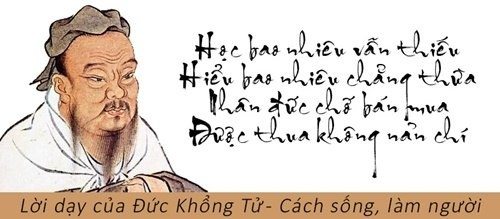 Học bao nhiêu vẫn thiếu
Hiểu bao nhiêu chẳng thừa
Nhân đức chớ bán mua
Được thua không nản chí
Lời dạy của Đức Khổng Tử- Cách sống, làm người